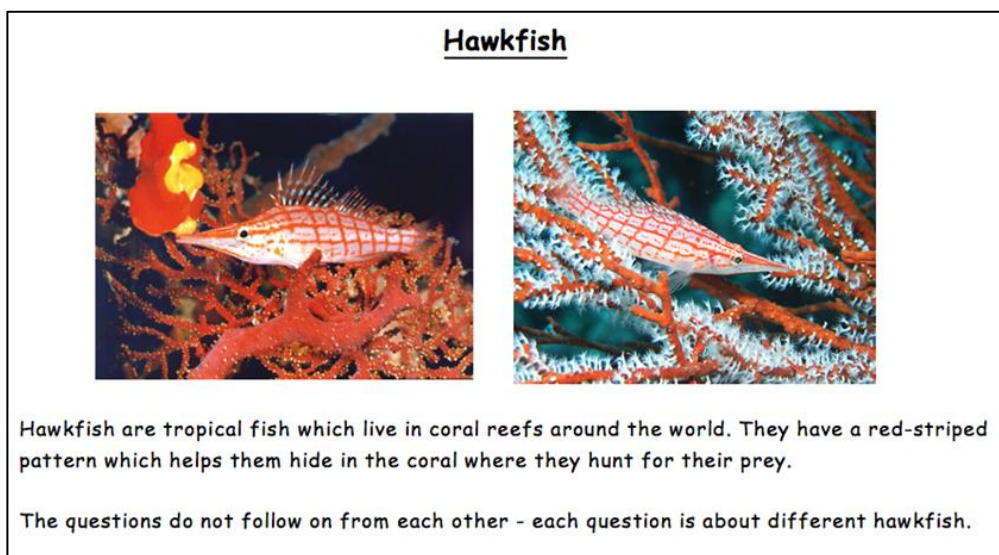 Hawkfish
Hawkfish are tropical fish which live in coral reefs around the world. They have a red-striped
pattern which helps them hide in the coral where they hunt for their prey.
The questions do not follow on from each other - each question is about different hawkfish.